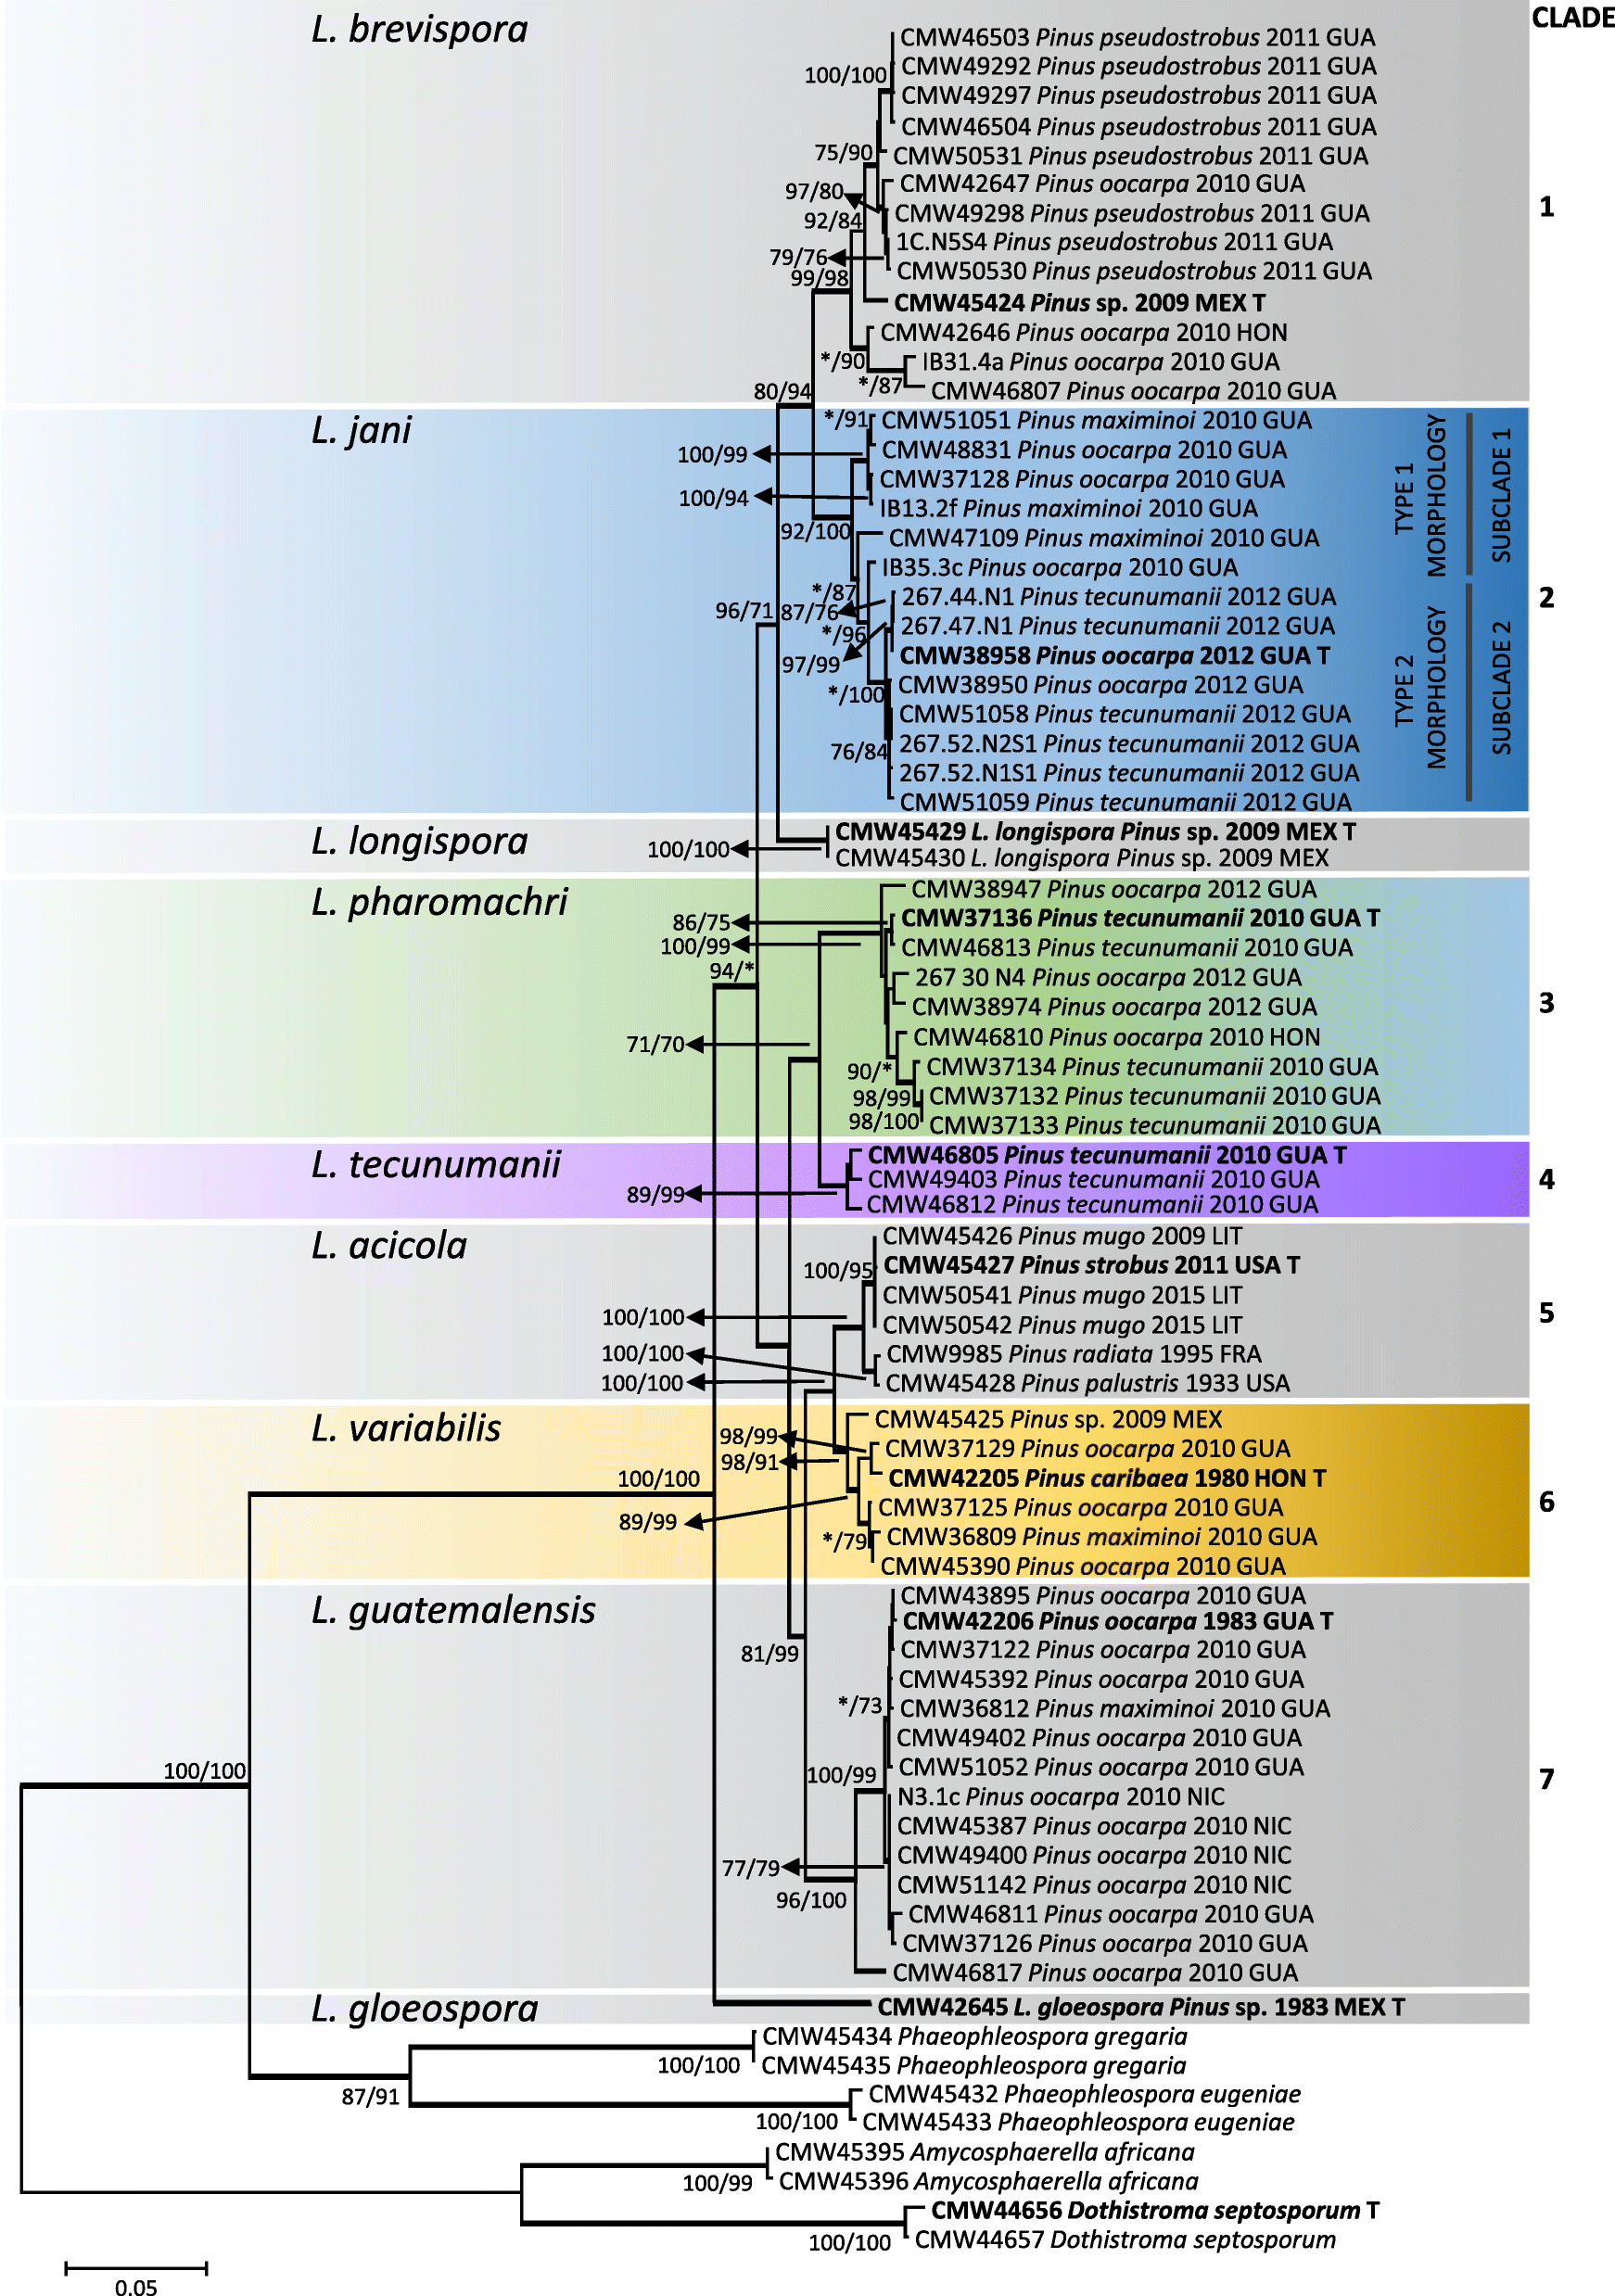 CLADE
L. brevispora
CMW46503 Pinus pseudostrobus 2011 GUA
CMW49292 Pinus pseudostrobus 2011 GUA
100/100
CMW49297 Pinus pseudostrobus 2011 GUA
CMW46504 Pinus pseudostrobus 2011 GUA
75/90
CMW50531 Pinus pseudostrobus 2011 GUA
CMW42647 Pinus oocarpa 2010 GUA
97/80
1
CMW49298 Pinus pseudostrobus 2011 GUA
92/84
1C.N5S4 Pinus pseudostrobus 2011 GUA
79/76
CMW50530 Pinus pseudostrobus 2011 GUA
99/98
CMW45424 Pinus sp. 2009 MEX T
CMW42646 Pinus oocarpa 2010 HON
*/90
IB31.4a Pinus oocarpa 2010 GUA
*/87
CMW46807 Pinus oocarpa 2010 GUA
80/94
L. jani
*/91
CMW51051 Pinus maximinoi 2010 GUA
100/99
CMW48831 Pinus oocarpa 2010 GUA
CMW37128 Pinus oocarpa 2010 GUA
100/94
IB13.2f Pinus maximinoi 2010 GUA
TYPE 1
MORPHOLOGY
SUBCLADE 1
92/100
CMW47109 Pinus maximinoi 2010 GUA
IB35.3c Pinus oocarpa 2010 GUA
*/87
267.44.N1 Pinus tecunumanii 2012 GUA
2
96/71
87/76
267.47.N1 Pinus tecunumanii 2012 GUA
*/96
CMW38958 Pinus oocarpa 2012 GUA T
97/99
CMW38950 Pinus oocarpa 2012 GUA
*/100
TYPE 2
MORPHOLOGY
SUBCLADE 2
CMW51058 Pinus tecunumanii 2012 GUA
267.52.N2S1 Pinus tecunumanii 2012 GUA
76/84
267.52.N1S1 Pinus tecunumanii 2012 GUA
CMW51059 Pinus tecunumanii 2012 GUA
L. longispora
CMW45429 L. longispora Pinus sp. 2009 MEX T
100/100
CMW45430 L. longispora Pinus sp. 2009 MEX
L. pharomachri
CMW38947 Pinus oocarpa 2012 GUA
86/75
CMW37136 Pinus tecunumanii 2010 GUA T
100/99
CMW46813 Pinus tecunumanii 2010 GUA
94/*
267 30 N4 Pinus oocarpa 2012 GUA
CMW38974 Pinus oocarpa 2012 GUA
3
71/70
CMW46810 Pinus oocarpa 2010 HON
90/*
CMW37134 Pinus tecunumanii 2010 GUA
98/99
CMW37132 Pinus tecunumanii 2010 GUA
98/100
CMW37133 Pinus tecunumanii 2010 GUA
L. tecunumanii
CMW46805 Pinus tecunumanii 2010 GUA T
CMW49403 Pinus tecunumanii 2010 GUA
4
89/99
CMW46812 Pinus tecunumanii 2010 GUA
L. acicola
CMW45426 Pinus mugo 2009 LIT
100/95
CMW45427 Pinus strobus 2011 USA T
CMW50541 Pinus mugo 2015 LIT
100/100
CMW50542 Pinus mugo 2015 LIT
5
100/100
CMW9985 Pinus radiata 1995 FRA
100/100
CMW45428 Pinus palustris 1933 USA
L. variabilis
CMW45425 Pinus sp. 2009 MEX
98/99
CMW37129 Pinus oocarpa 2010 GUA
98/91
CMW42205 Pinus caribaea 1980 HON T
100/100
CMW37125 Pinus oocarpa 2010 GUA
6
89/99
CMW36809 Pinus maximinoi 2010 GUA
*/79
CMW45390 Pinus oocarpa 2010 GUA
L. guatemalensis
CMW43895 Pinus oocarpa 2010 GUA
CMW42206 Pinus oocarpa 1983 GUA T
81/99
CMW37122 Pinus oocarpa 2010 GUA
CMW45392 Pinus oocarpa 2010 GUA
*/73
CMW36812 Pinus maximinoi 2010 GUA
CMW49402 Pinus oocarpa 2010 GUA
100/100
100/99
CMW51052 Pinus oocarpa 2010 GUA
7
N3.1c Pinus oocarpa 2010 NIC
CMW45387 Pinus oocarpa 2010 NIC
77/79
CMW49400 Pinus oocarpa 2010 NIC
96/100
CMW51142 Pinus oocarpa 2010 NIC
CMW46811 Pinus oocarpa 2010 GUA
CMW37126 Pinus oocarpa 2010 GUA
CMW46817 Pinus oocarpa 2010 GUA
L. gloeospora
CMW42645 L. gloeospora Pinus sp. 1983 MEX T
CMW45434 Phaeophleospora gregaria
100/100
CMW45435 Phaeophleospora gregaria
87/91
CMW45432 Phaeophleospora eugeniae
100/100
CMW45433 Phaeophleospora eugeniae
CMW45395 Amycosphaerella africana
100/99
CMW45396 Amycosphaerella africana
CMW44656 Dothistroma septosporum T
100/100
CMW44657 Dothistroma septosporum
0.05